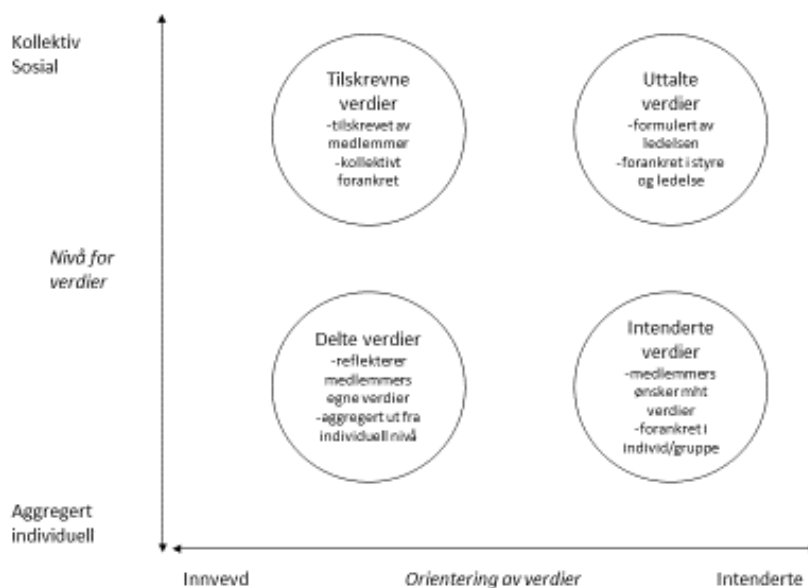 Kollektiv
Sosial
Tilskrevne
verdier
-tilskrevet av
medlemmer
-kollektivt
forankret
Uttalte
verdier
-formulert av
ledelsen
-forankret i styre
og ledelse
Nivå for
verdier
Delte verdier
-reflekterer
medlemmers
egne verdier
-aggregert ut fra
individuell nivå
Intenderte
verdier
-medlemmers
ønsker mht
verdier
-forankret i
individ/gruppe
Aggregert
individuell
Innvevd
Orientering av verdier
Intenderte